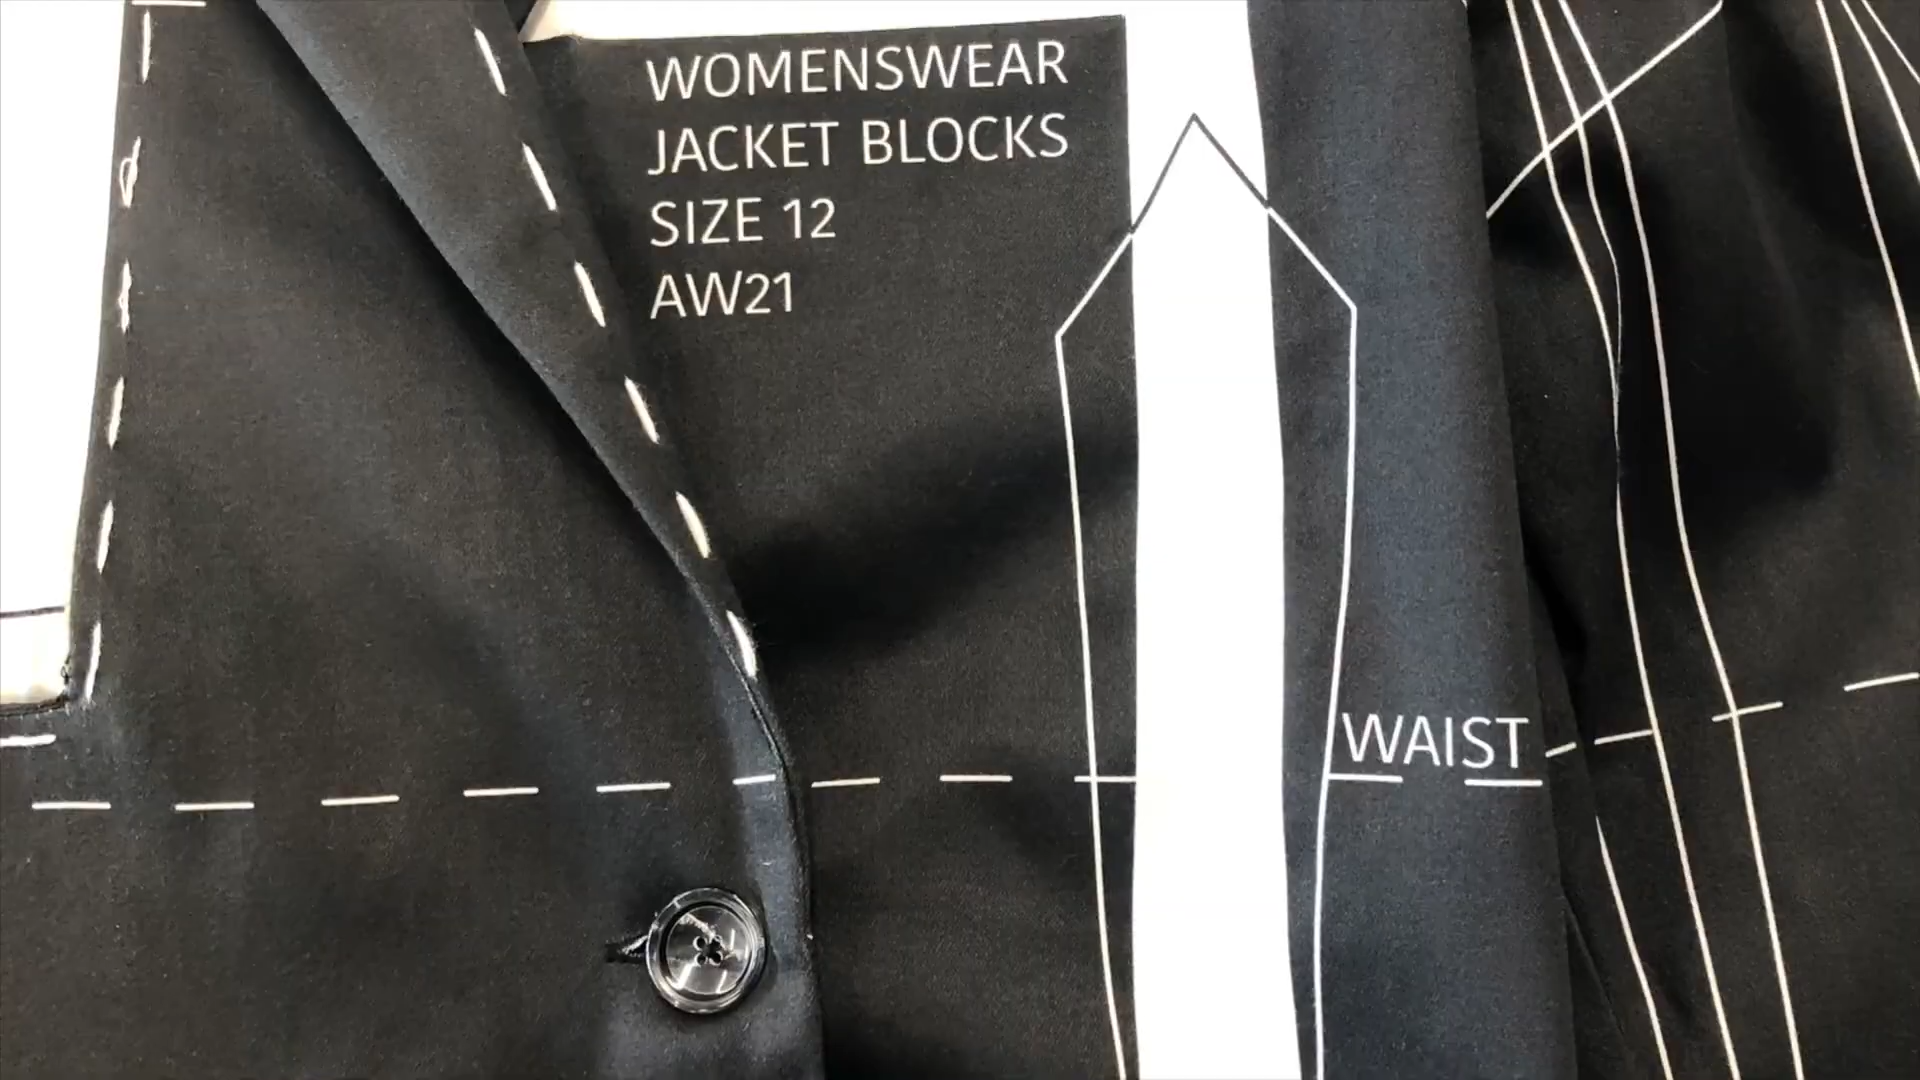 WOMENSWEAR
JACKET BLOCKS
SIZE 12
AW21
WAIST